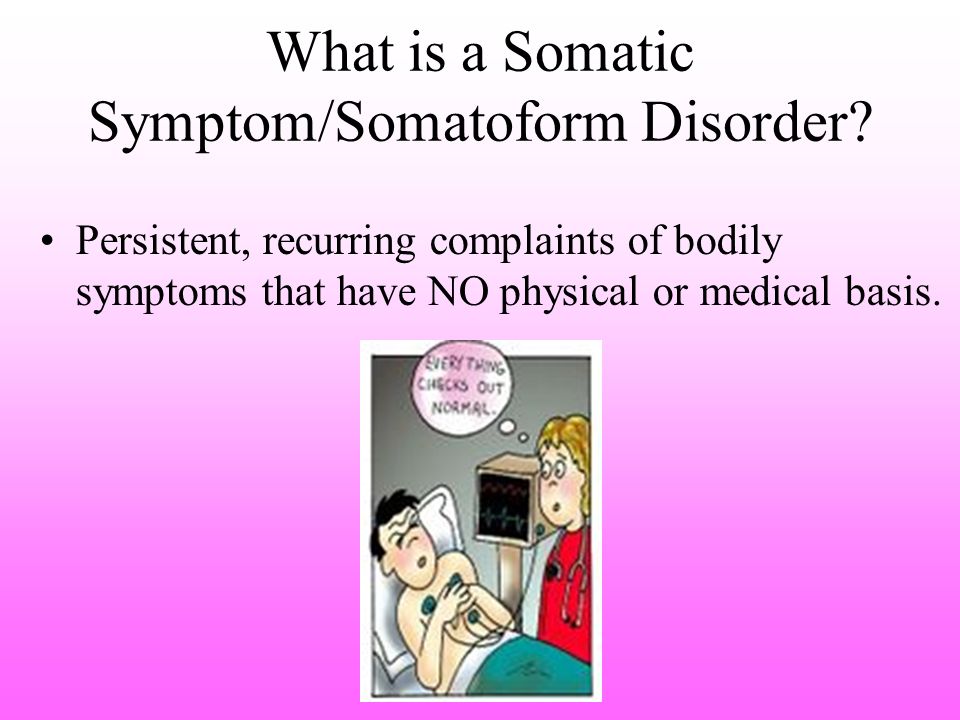 What is a Somatic
Symptom/Somatoform Disorder?
• Persistent, recurring complaints of bodily
symptoms that have NO physical or medical basis.
EVERYTHING
CHECKS OUT
NORMAL.